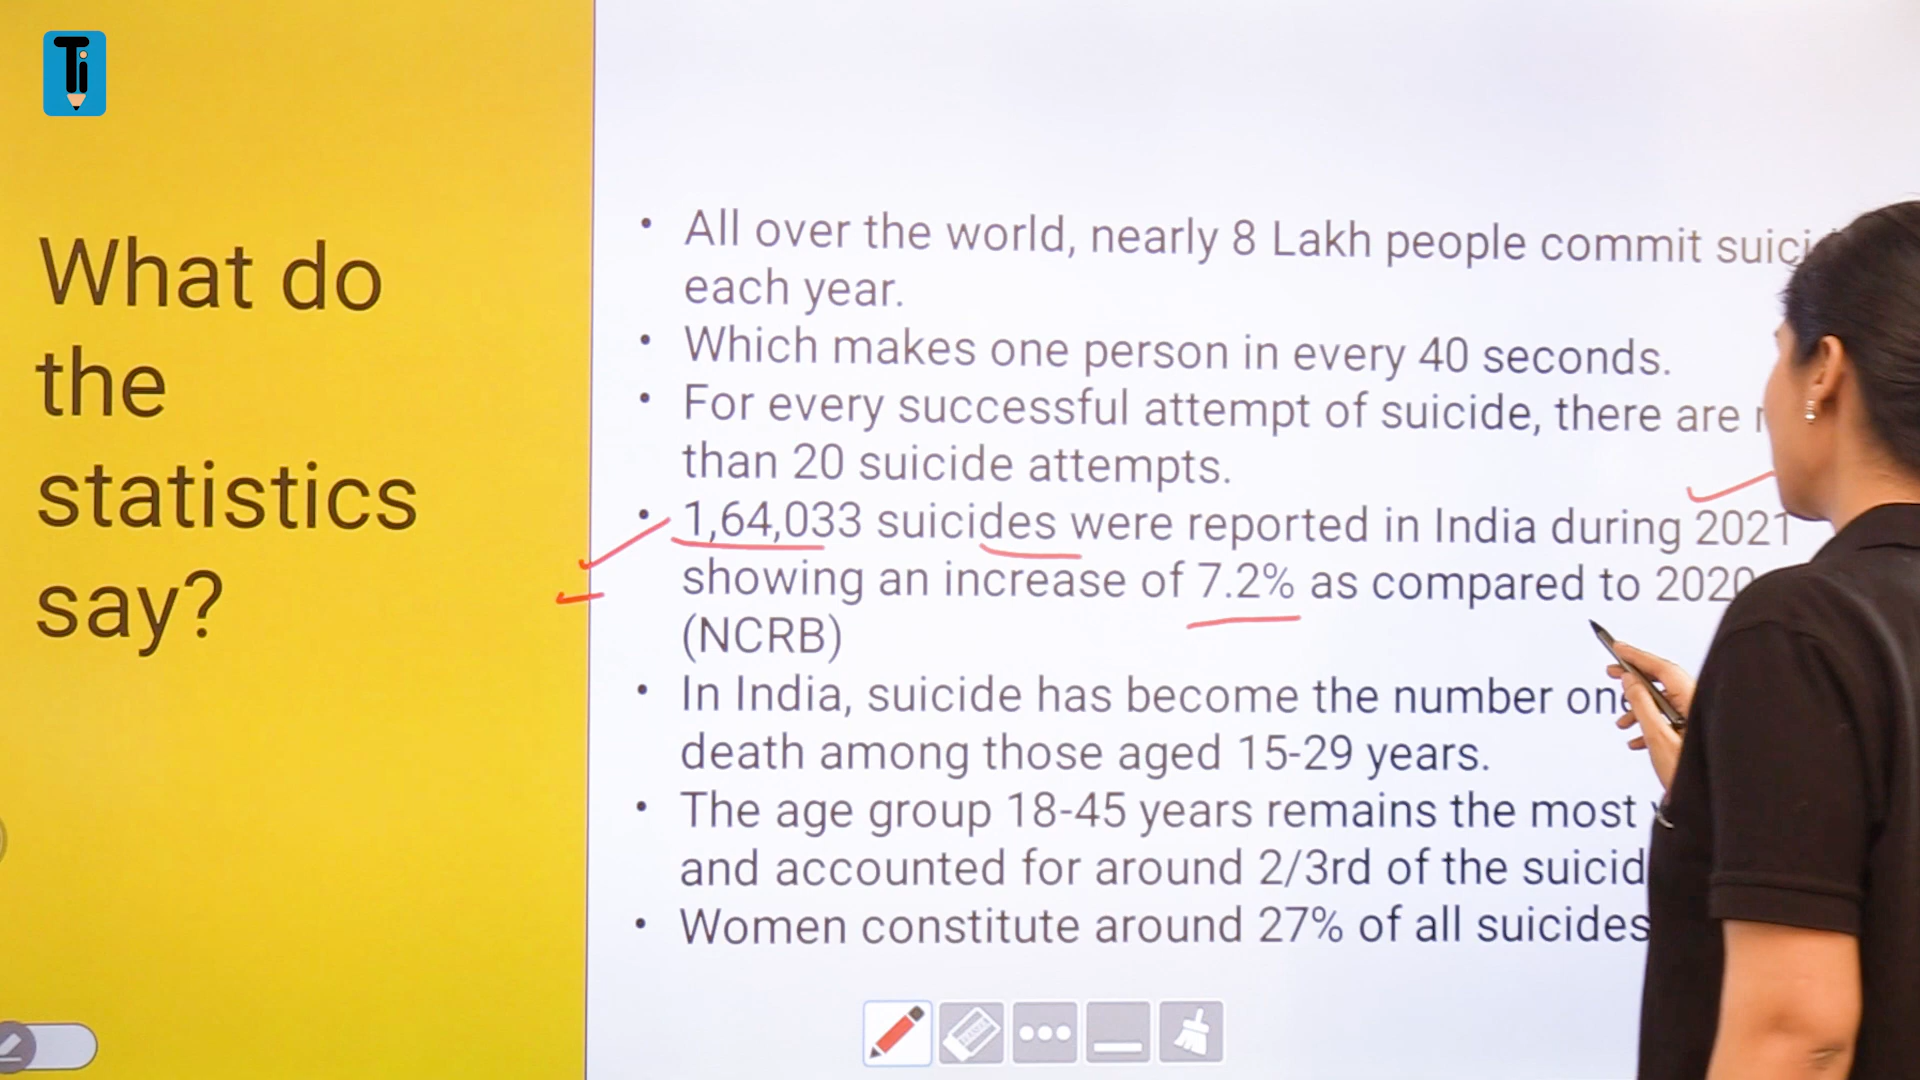 Ti
What do
the
statistics
say?
• All over the world, nearly 8 Lakh people commit
each year.
• Which makes one person in every 40 seconds.
• For every successful attempt of suicide, there are
than 20 suicide attempts.
• 1,64,033 suicides were reported in India during 2021
showing an increase of 7.2% as compared to 2020
(NCRB)
• In India, suicide has become the number
death among those aged 15-29 years.
• The age group 18-45 years remains the most
and accounted for around 2/3rd of the
• Women constitute around 27% of all suicides